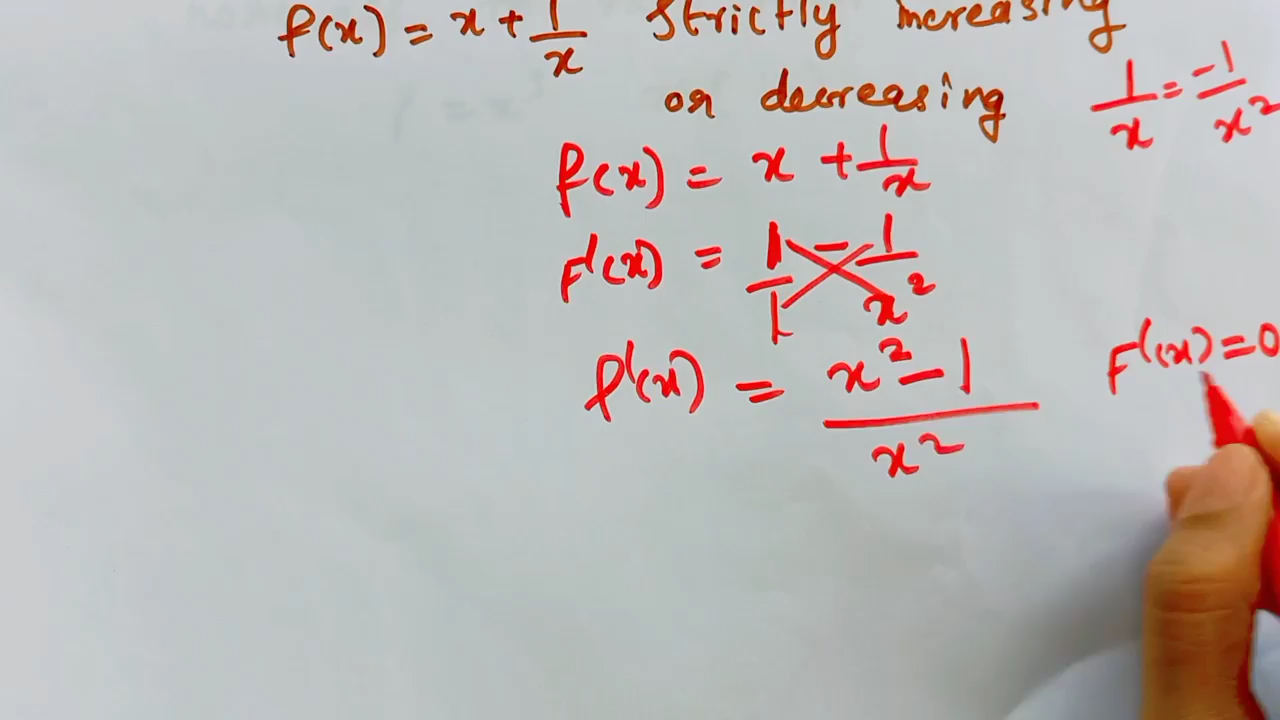 f(x) = x + 1/x strictly increasing
or decreasing
1/x = -1/x²
f(x) = x + 1/x
F'(x) = 1/1 - 1/x²
f'(x) = x² - 1 / x²
F'(x) = 0